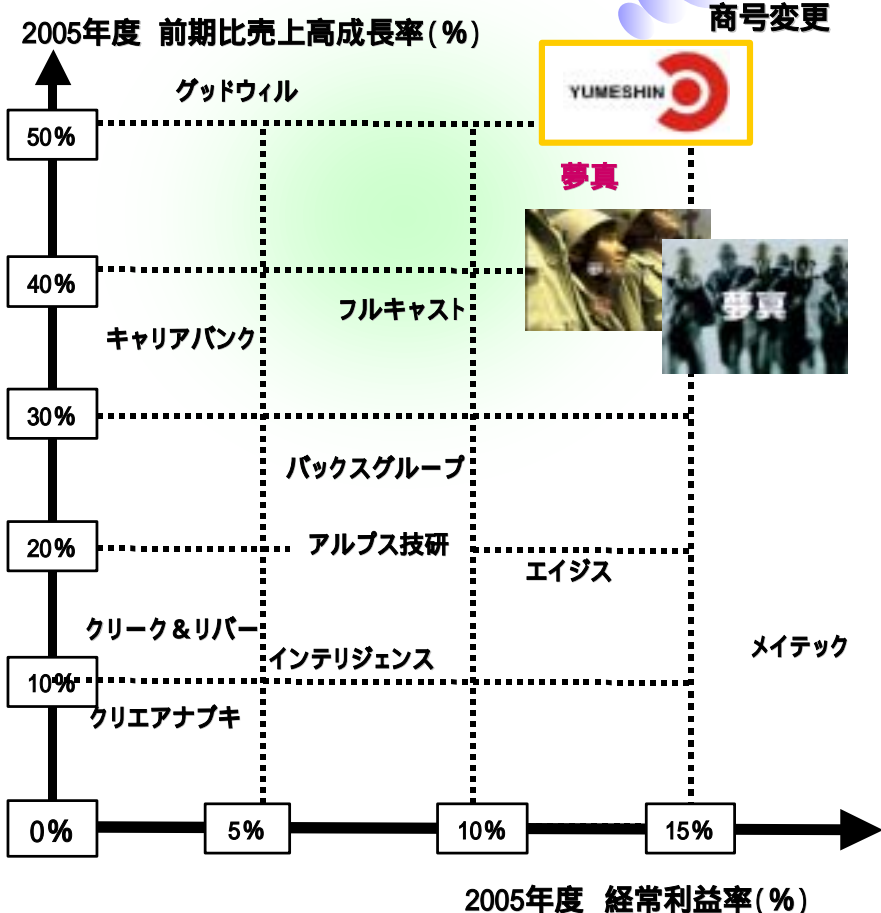 商号変更
2005年度 前期比売上高成長率(%)
グッドウィル
YUMESHIN
50%
夢真
40%
フルキャスト
夢真
キャリアバンク
30%
バックスグループ
20%
アルプス技研
エイジス
クリーク&リバー
インテリジェンス
メイテック
10%
クリエアナブキ
0%
5%
10%
15%
2005年度 経常利益率(%)